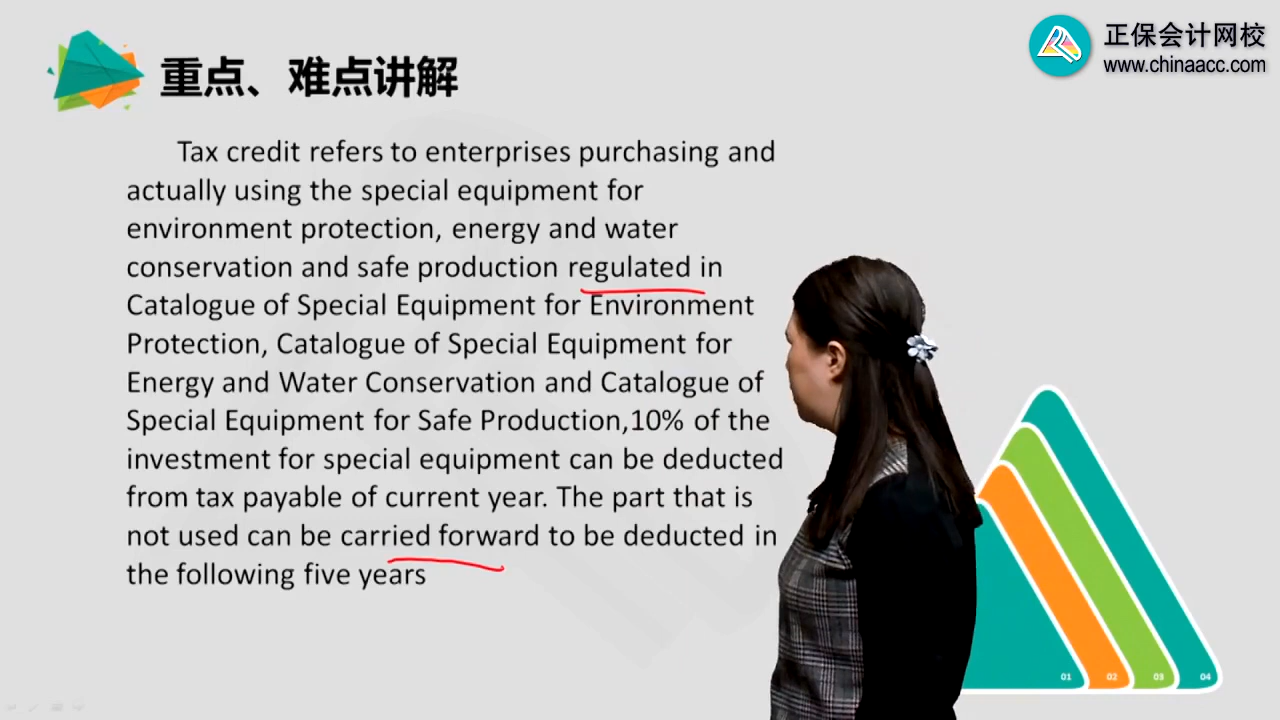 重点、难点讲解
正保会计网校
www.chinaacc.com
Tax credit refers to enterprises purchasing and
actually using the special equipment for
environment protection, energy and water
conservation and safe production regulated in
Catalogue of Special Equipment for Environment
Protection, Catalogue of Special Equipment for
Energy and Water Conservation and Catalogue of
Special Equipment for Safe Production,10% of the
investment for special equipment can be deducted
from tax payable of current year. The part that is
not used can be carried forward to be deducted in
the following five years
01 02 03 04